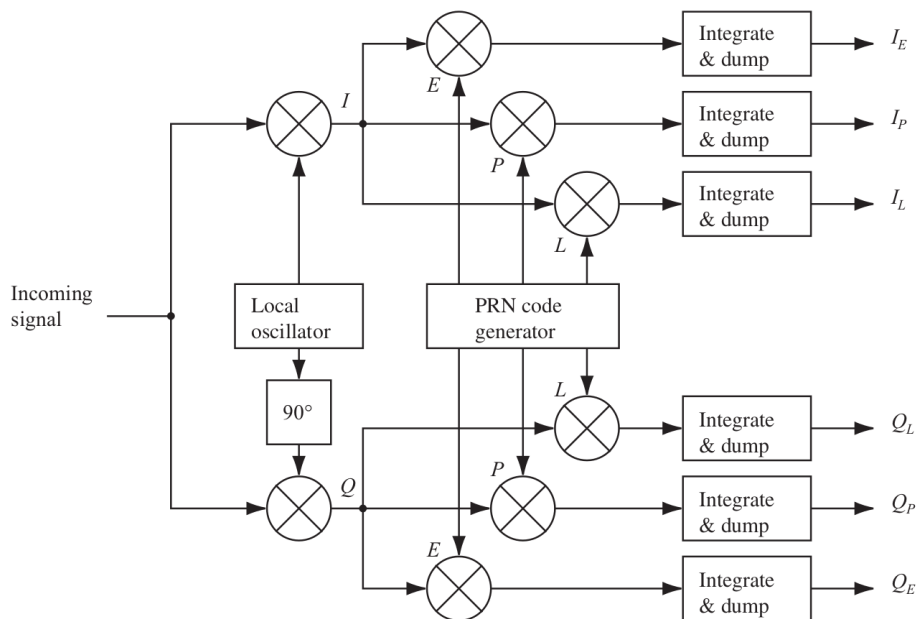 Integrate
& dump
I_E
E
I
Integrate
& dump
I_P
P
Integrate
& dump
I_L
L
Incoming
signal
Local
oscillator
PRN code
generator
90°
L
Integrate
& dump
Q_L
Q
P
Integrate
& dump
Q_P
E
Integrate
& dump
Q_E